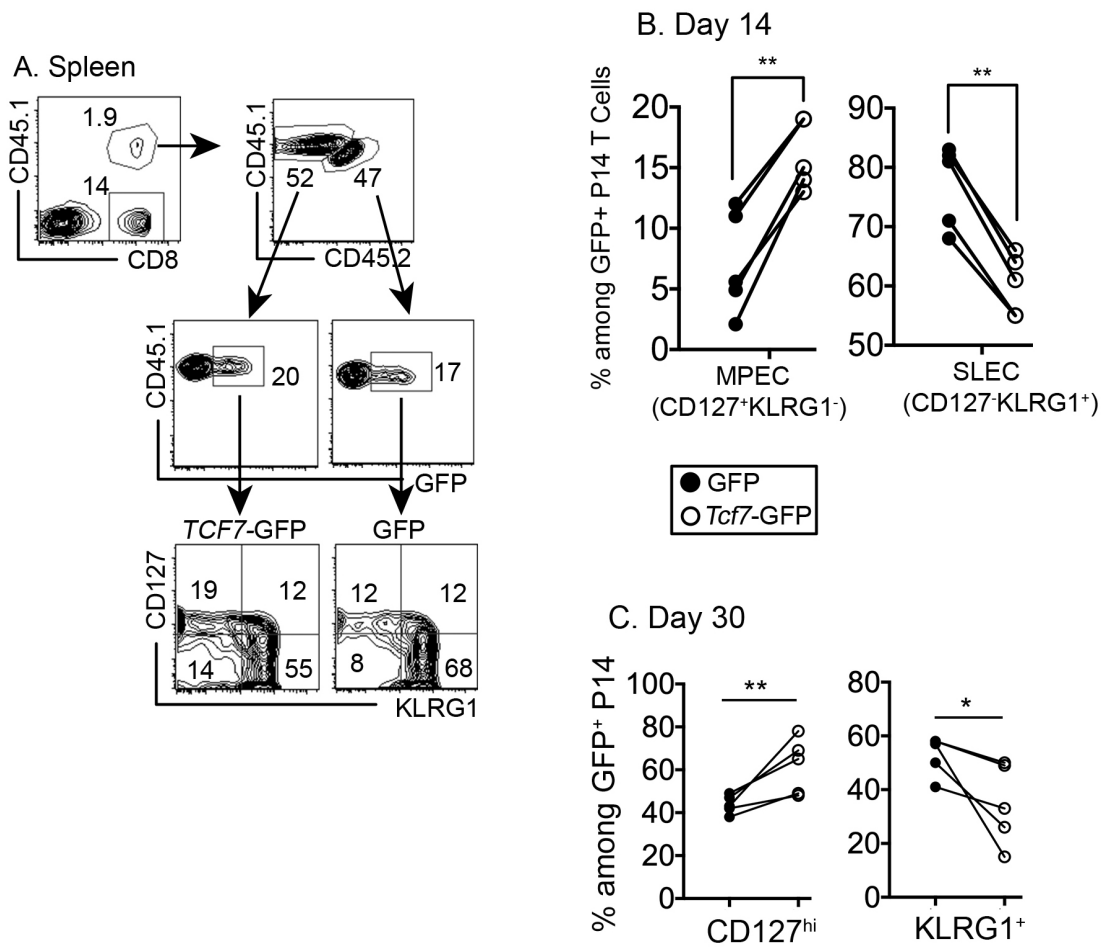 A. Spleen
CD45.1
1.9
14
CD8
CD45.1
52
47
CD45.2
CD45.1
20
17
GFP
TCF7-GFP
GFP
CD127
19
12
14
55
12
12
8
68
KLRG1
B. Day 14
% among GFP+ P14 T Cells
**
20
15
10
5
0
MPEC
(CD127⁺KLRG1⁻)
**
90
80
70
60
50
SLEC
(CD127⁻KLRG1⁺)
GFP
Tcf7-GFP
C. Day 30
% among GFP⁺ P14
**
100
80
60
40
20
0
CD127ʰⁱ
*
80
60
40
20
0
KLRG1⁺